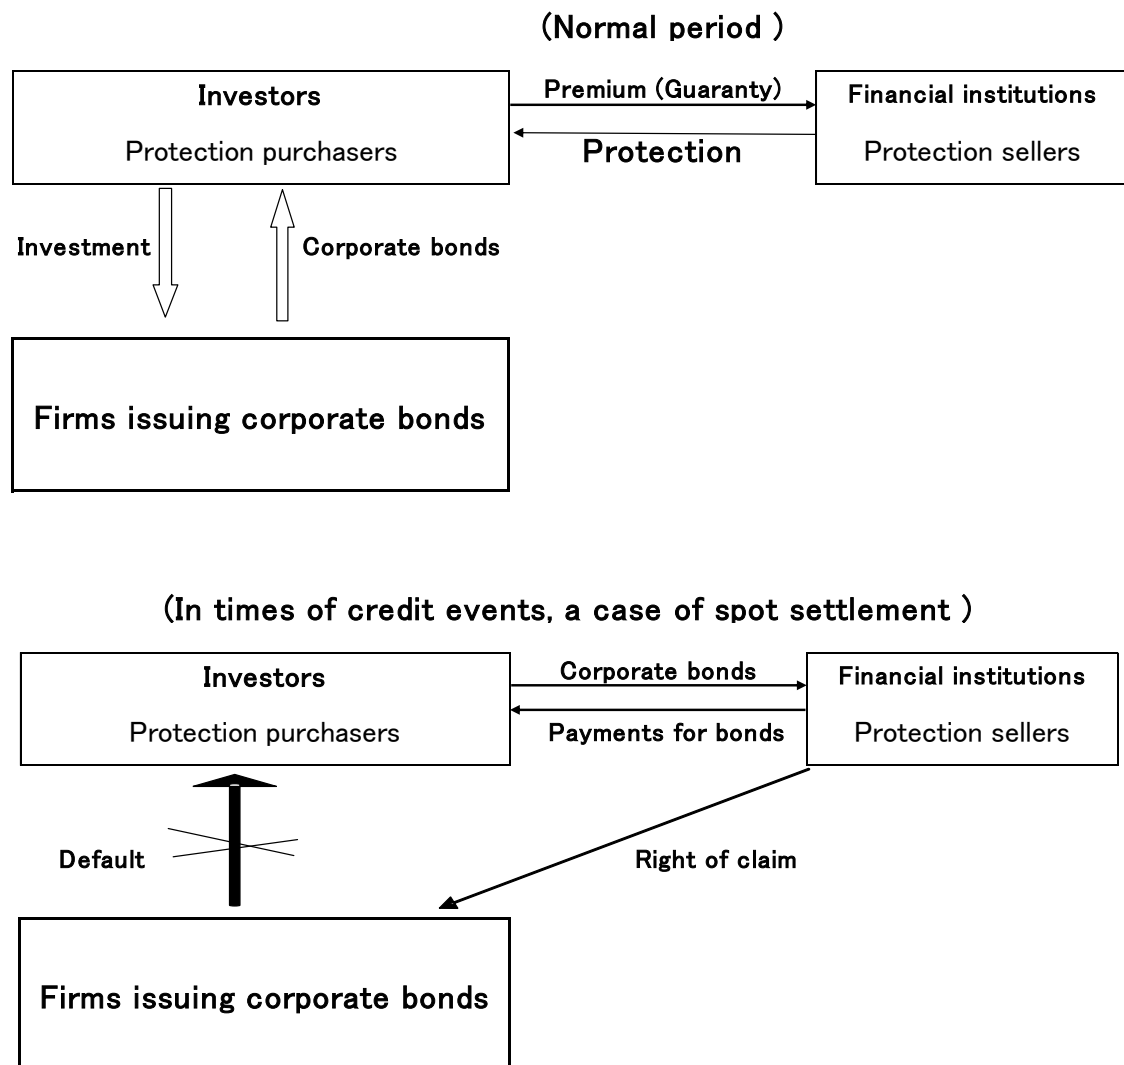 (Normal period )
Investors
Protection purchasers
Premium (Guaranty)
Protection
Financial institutions
Protection sellers
Investment
Corporate bonds
Firms issuing corporate bonds
(In times of credit events, a case of spot settlement )
Investors
Protection purchasers
Corporate bonds
Payments for bonds
Financial institutions
Protection sellers
Default
Right of claim
Firms issuing corporate bonds